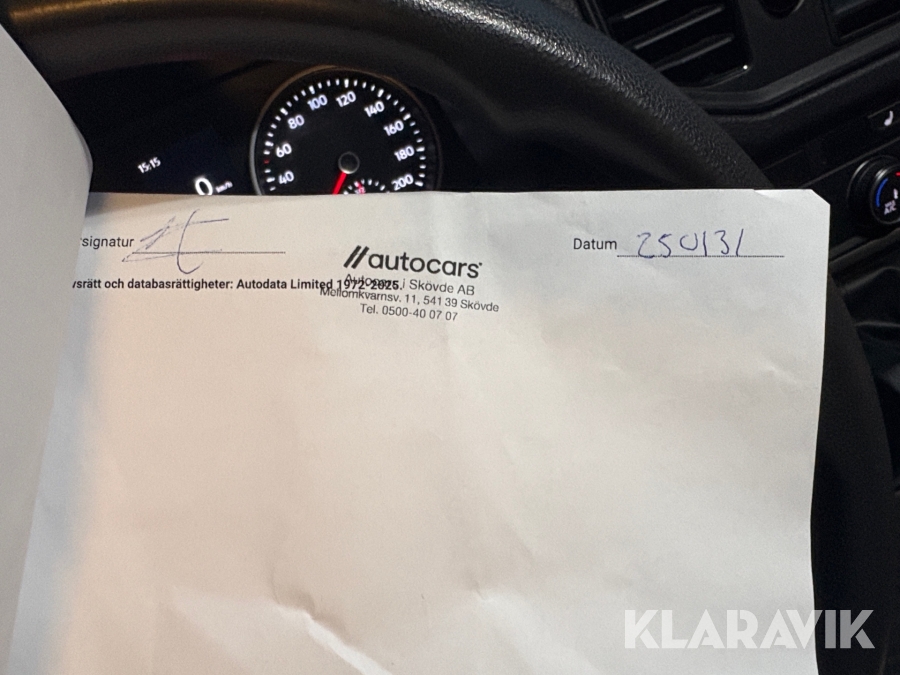 60 80 100 120 140 160 180 200
40
15:15
0 km/h
signatur
Datum 250131
//autocars
vsrätt och databasrättigheter: Autodata Limited 1972-2025.
Autocars i Skövde AB
Mellomkvarnsv. 11, 541 39 Skövde
Tel. 0500-40 07 07
KLARAVIK